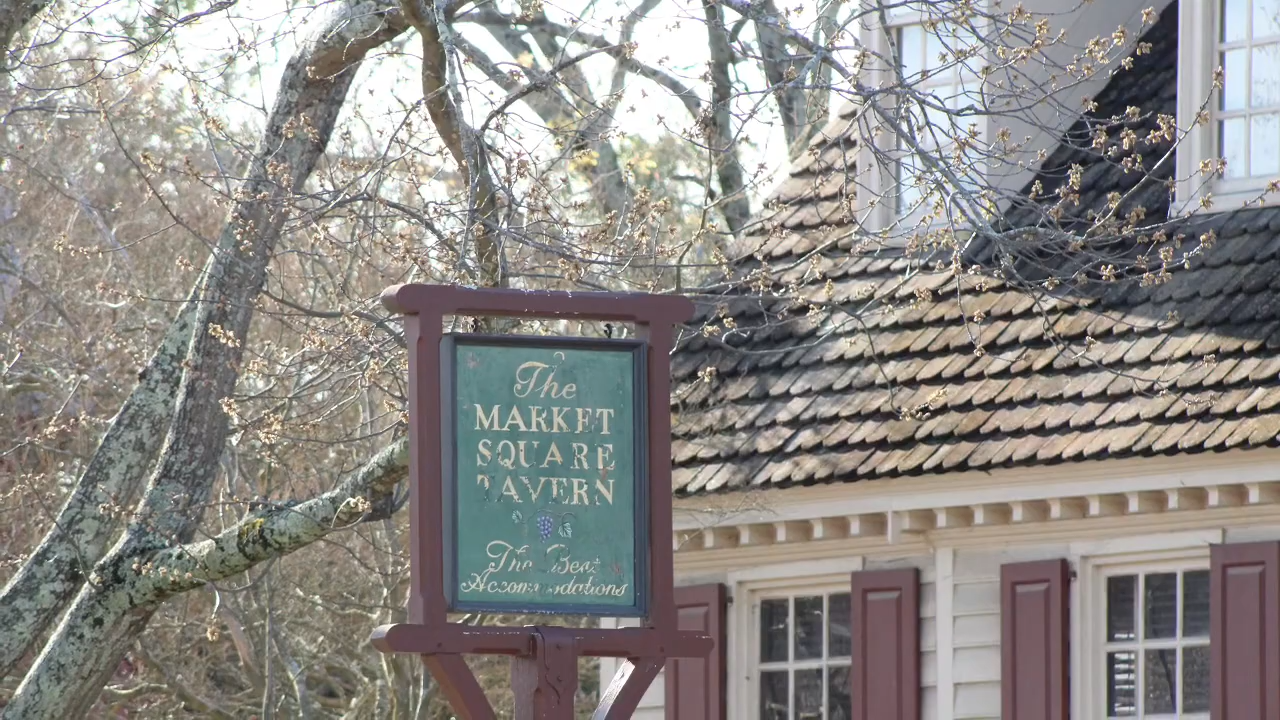 The
MARKET
SQUARE
TAVERN
The Best
Accommodations